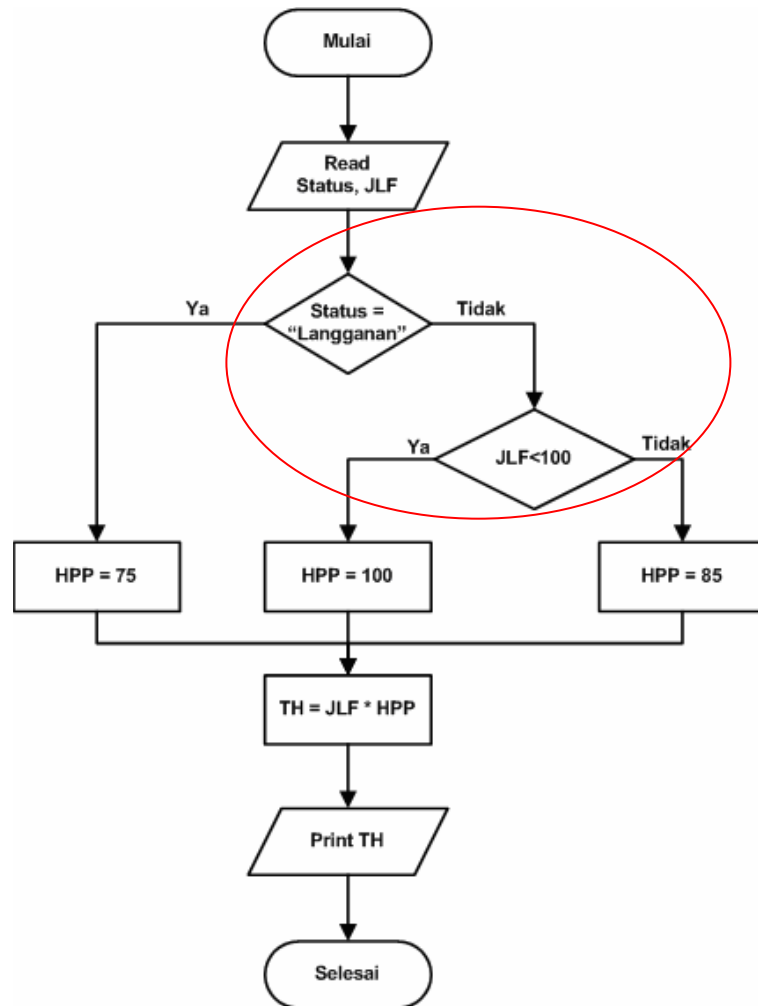 Mulai
Read
Status, JLF
Ya
Status =
“Langganan”
Tidak
Ya
JLF<100
Tidak
HPP = 75
HPP = 100
HPP = 85
TH = JLF * HPP
Print TH
Selesai